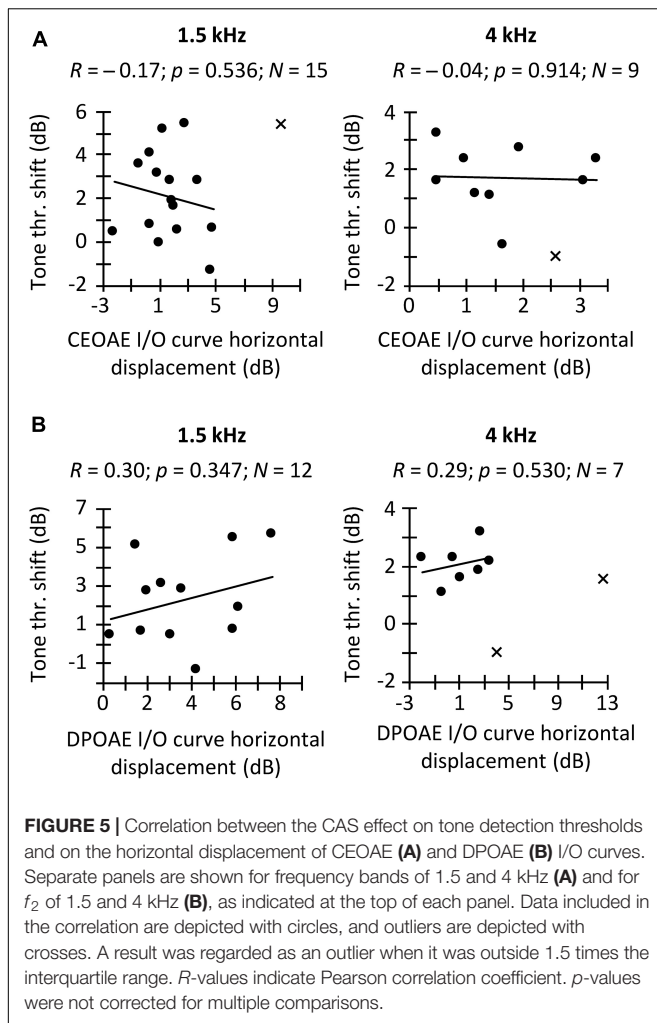 A
1.5 kHz
R = – 0.17; p = 0.536; N = 15
6
4
2
0
-2
-3 1 5 9
Tone thr. shift (dB)
CEOAE I/O curve horizontal
displacement (dB)
4 kHz
R = – 0.04; p = 0.914; N = 9
4
2
0
-2
0 1 2 3
Tone thr. shift (dB)
CEOAE I/O curve horizontal
displacement (dB)
B
1.5 kHz
R = 0.30; p = 0.347; N = 12
7
5
3
1
-1
0 2 4 6 8
Tone thr. shift (dB)
DPOAE I/O curve horizontal
displacement (dB)
4 kHz
R = 0.29; p = 0.530; N = 7
4
2
0
-2
-3 1 5 9 13
Tone thr. shift (dB)
DPOAE I/O curve horizontal
displacement (dB)
FIGURE 5 | Correlation between the CAS effect on tone detection thresholds
and on the horizontal displacement of CEOAE (A) and DPOAE (B) I/O curves.
Separate panels are shown for frequency bands of 1.5 and 4 kHz (A) and for
f2 of 1.5 and 4 kHz (B), as indicated at the top of each panel. Data included in
the correlation are depicted with circles, and outliers are depicted with
crosses. A result was regarded as an outlier when it was outside 1.5 times the
interquartile range. R-values indicate Pearson correlation coefficient. p-values
were not corrected for multiple comparisons.